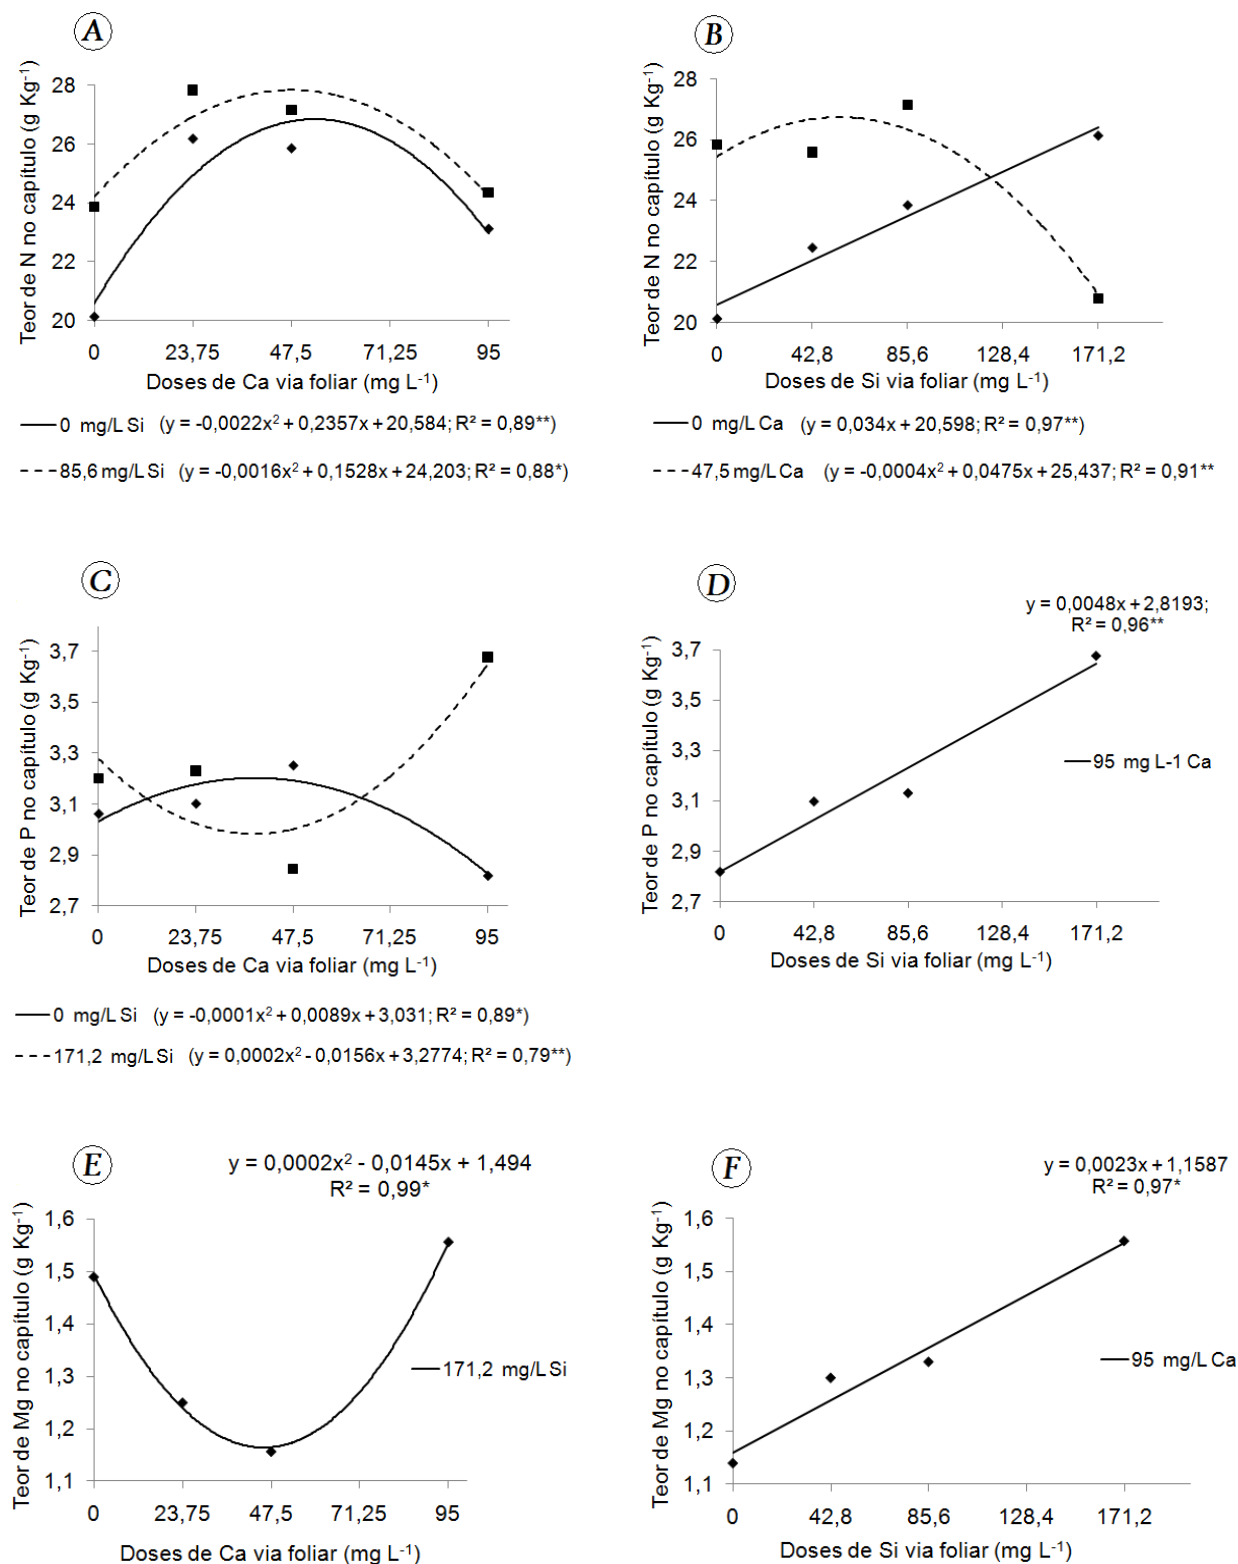 A
Teor de N no capítulo (g Kg⁻¹)
28
26
24
22
20
0 23,75 47,5 71,25 95
Doses de Ca via foliar (mg L⁻¹)
0 mg/L Si (y = -0,0022x² + 0,2357x + 20,584; R² = 0,89**)
85,6 mg/L Si (y = -0,0016x² + 0,1528x + 24,203; R² = 0,88*)
B
Teor de N no capítulo (g Kg⁻¹)
28
26
24
22
20
0 42,8 85,6 128,4 171,2
Doses de Si via foliar (mg L⁻¹)
0 mg/L Ca (y = 0,034x + 20,598; R² = 0,97**)
47,5 mg/L Ca (y = -0,0004x² + 0,0475x + 25,437; R² = 0,91**
C
Teor de P no capítulo (g Kg⁻¹)
3,7
3,5
3,3
3,1
2,9
2,7
0 23,75 47,5 71,25 95
Doses de Ca via foliar (mg L⁻¹)
0 mg/L Si (y = -0,0001x² + 0,0089x + 3,031; R² = 0,89*)
171,2 mg/L Si (y = 0,0002x² - 0,0156x + 3,2774; R² = 0,79**)
D
y = 0,0048x + 2,8193;
R² = 0,96**
Teor de P no capítulo (g Kg⁻¹)
3,7
3,5
3,3
3,1
2,9
2,7
95 mg L-1 Ca
0 42,8 85,6 128,4 171,2
Doses de Si via foliar (mg L⁻¹)
E
y = 0,0002x² - 0,0145x + 1,494
R² = 0,99*
Teor de Mg no capítulo (g Kg⁻¹)
1,6
1,5
1,4
1,3
1,2
1,1
171,2 mg/L Si
0 23,75 47,5 71,25 95
Doses de Ca via foliar (mg L⁻¹)
F
y = 0,0023x + 1,1587
R² = 0,97*
Teor de Mg no capítulo (g Kg⁻¹)
1,6
1,5
1,4
1,3
1,2
1,1
95 mg/L Ca
0 42,8 85,6 128,4 171,2
Doses de Si via foliar (mg L⁻¹)